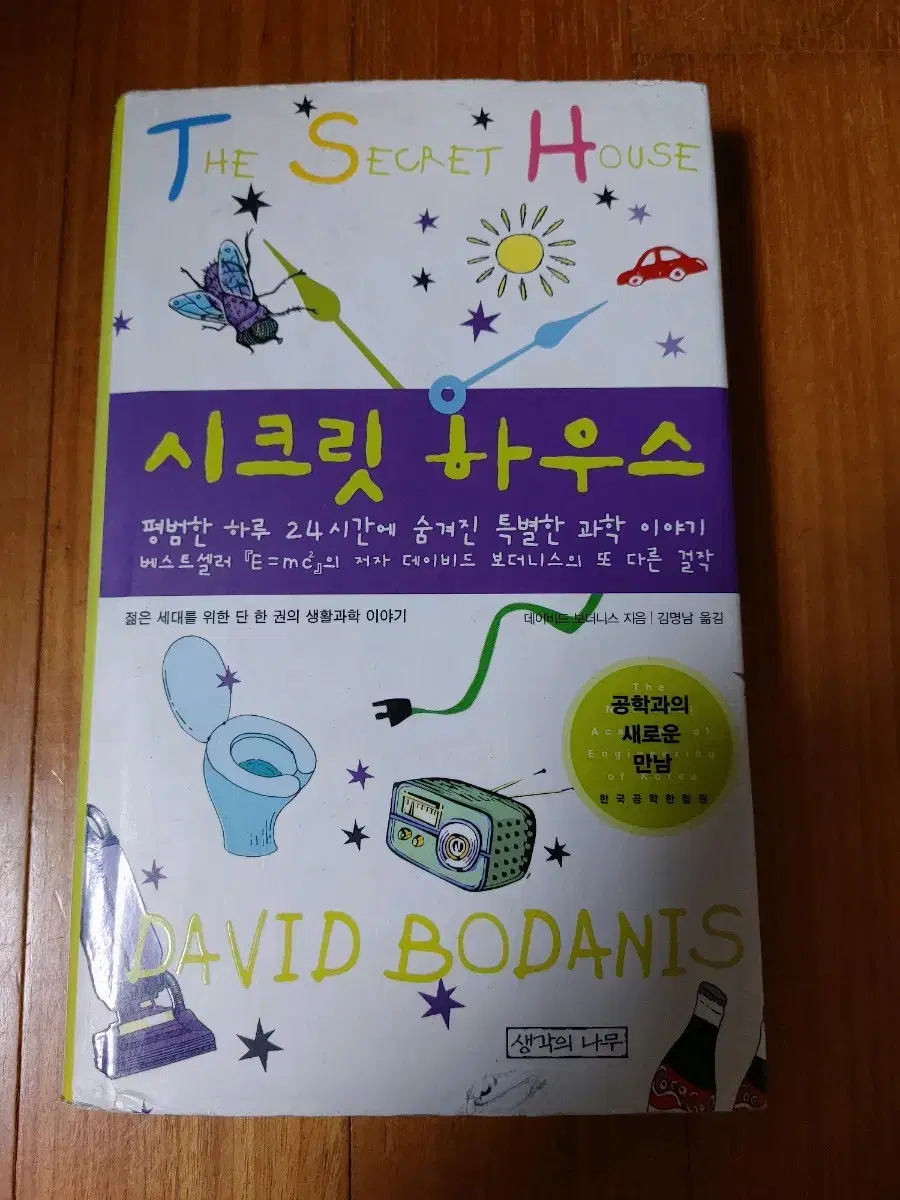 THE SECRET HOUSE
시크릿 하우스
평범한 하루 24시간에 숨겨진 특별한 과학 이야기
베스트셀러 『E=mc²』의 저자 데이비드 보더니스의 또 다른 걸작
젊은 세대를 위한 단 한 권의 생활과학 이야기
데이비드 보더니스 지음 | 김명남 옮김
The
공학과의
새로운
Engineering
만남
of Korea
한국공학한림원
DAVID BODANIS
생각의 나무